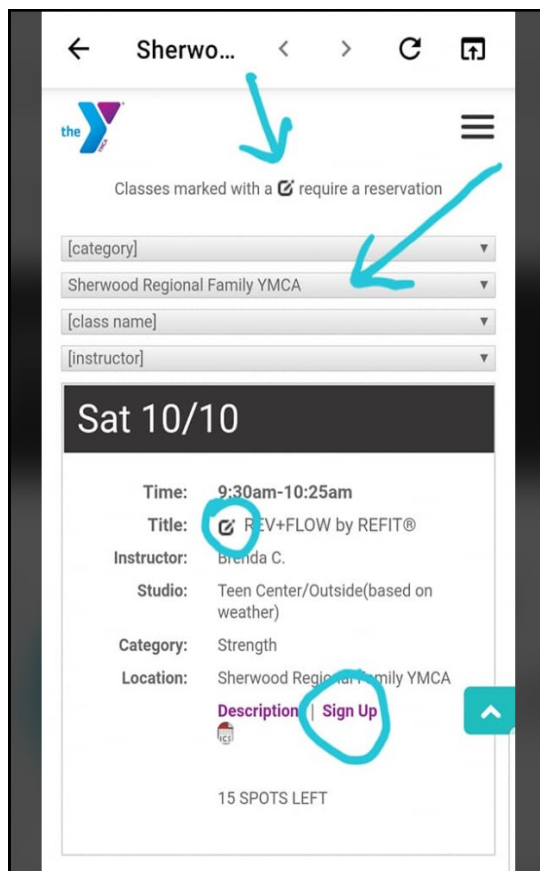 Sherwo...
the YMCA
Classes marked with a require a reservation
[category]
Sherwood Regional Family YMCA
[class name]
[instructor]
Sat 10/10
Time: 9:30am-10:25am
Title: REV+FLOW by REFIT®
Instructor: Brenda C.
Studio: Teen Center/Outside(based on
weather)
Category: Strength
Location: Sherwood Regional Family YMCA
Description | Sign Up
ICS
15 SPOTS LEFT